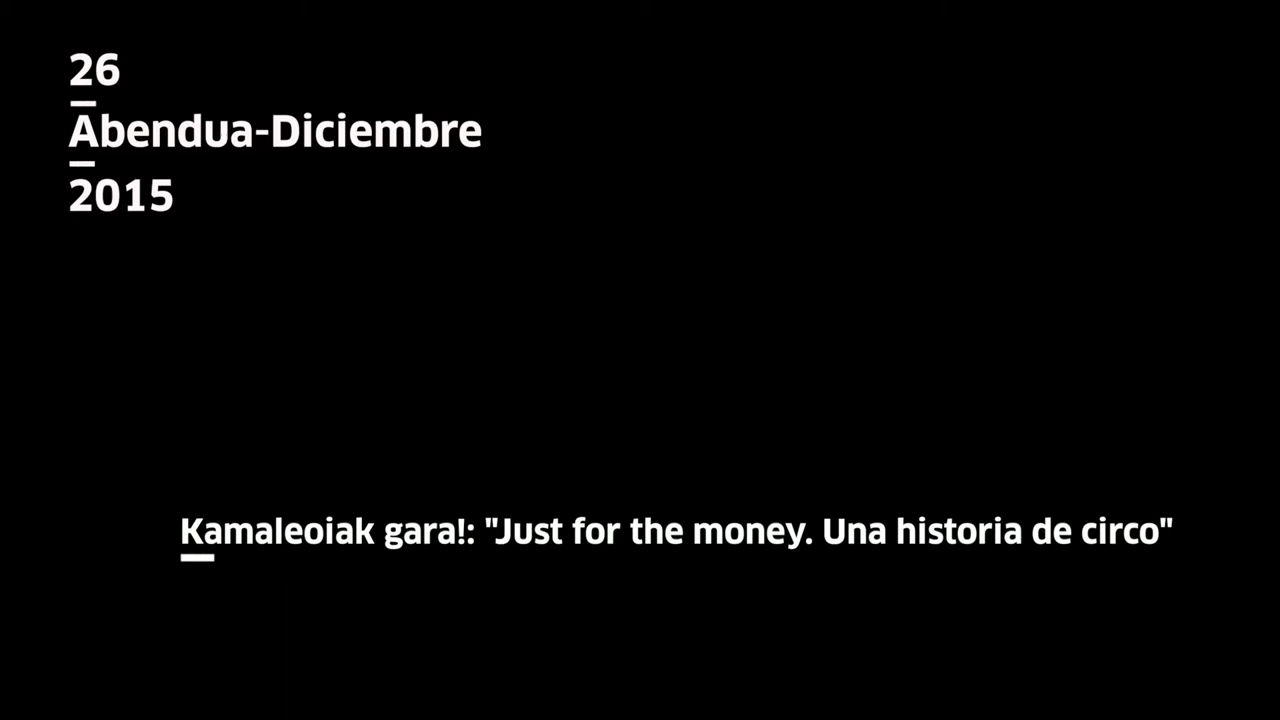 26
Abendua-Diciembre
2015
Kamaleoiak gara!: "Just for the money. Una historia de circo"